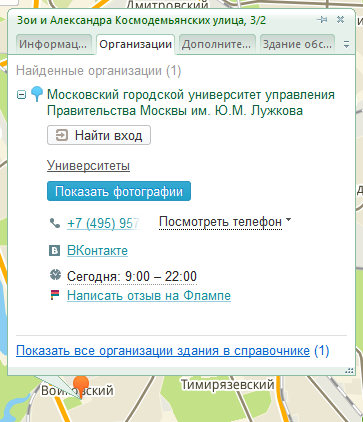 Дмитровский
Зои и Александра Космодемьянских улица, 3/2
Информац... Организации Дополните... Здание обс...
Найденные организации (1)
Московский городской университет управления
Правительства Москвы им. Ю.М. Лужкова
Найти вход
Университеты
Показать фотографии
+7 (495) 957 Посмотреть телефон
ВКонтакте
Сегодня: 9:00 – 22:00
Написать отзыв на Флампе
Показать все организации здания в справочнике (1)
Тимирязевский
Войковский